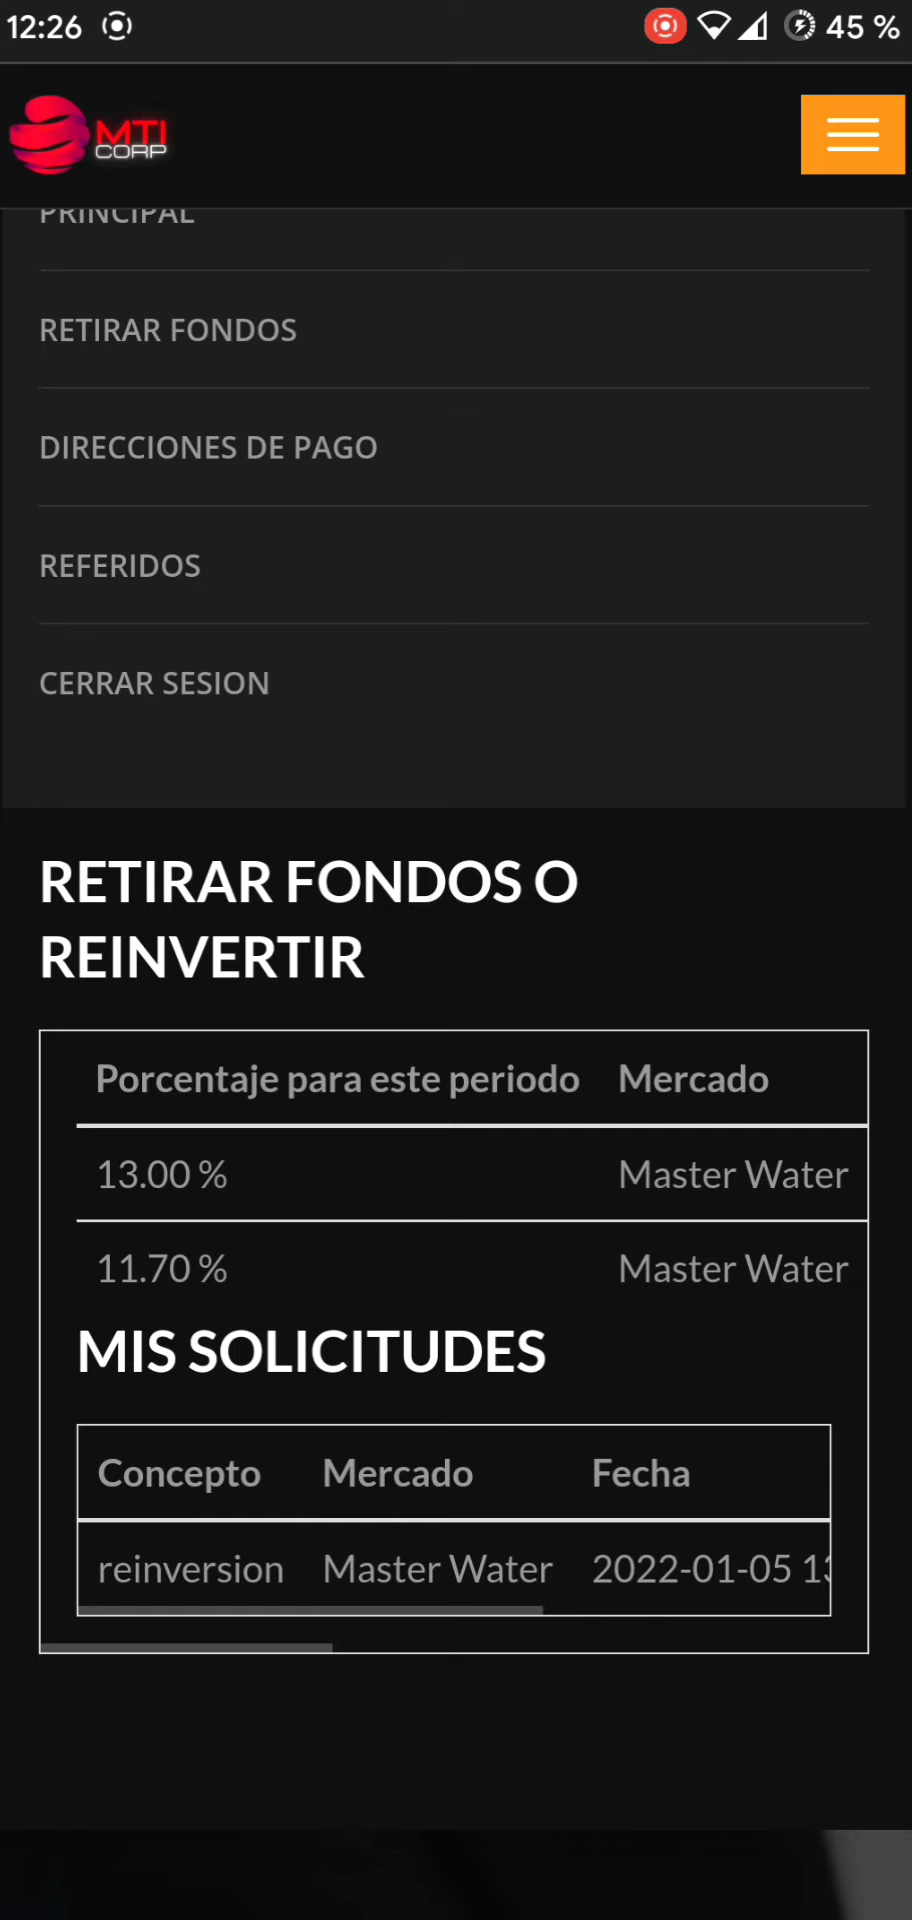 12:26
45 %
MTI
CORP
PRINCIPAL
RETIRAR FONDOS
DIRECCIONES DE PAGO
REFERIDOS
CERRAR SESION
RETIRAR FONDOS O
REINVERTIR
Porcentaje para este periodo Mercado
13.00 % Master Water
11.70 % Master Water
MIS SOLICITUDES
Concepto Mercado Fecha
reinversion Master Water 2022-01-05 13